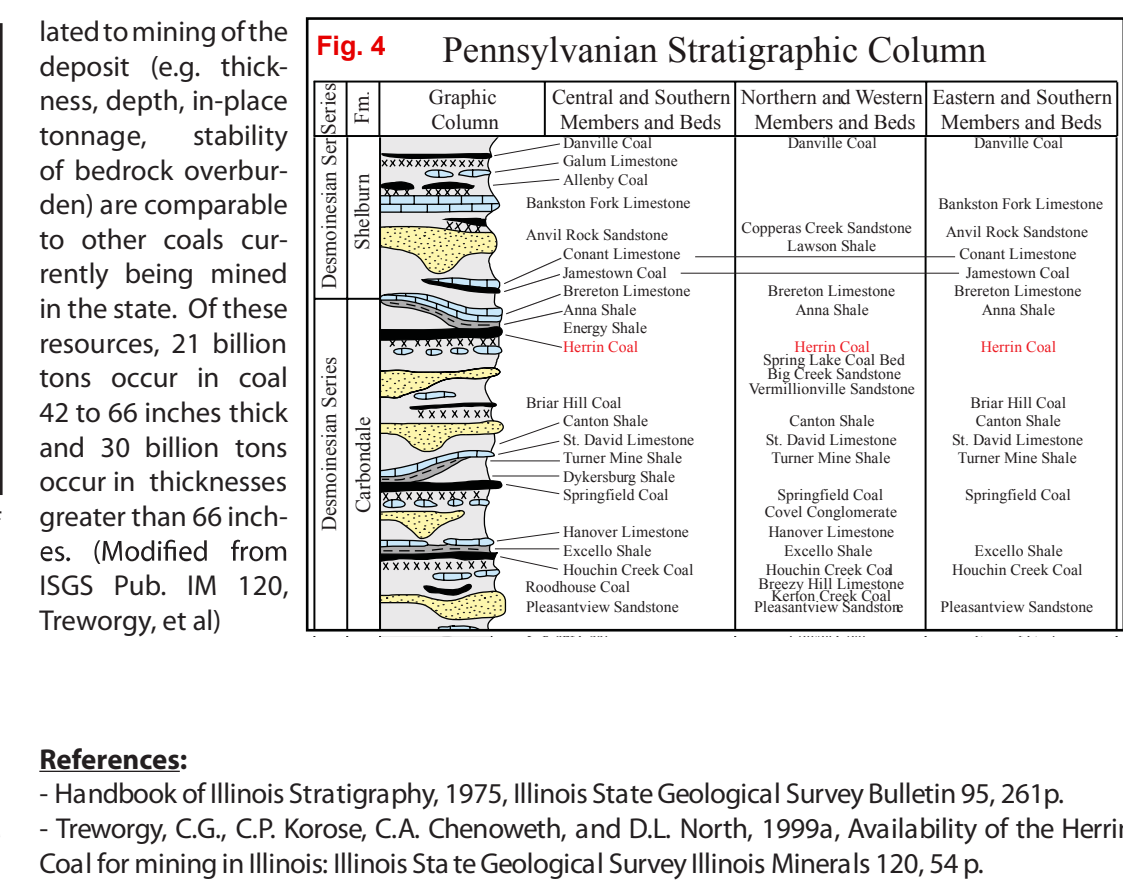 lated to mining of the
deposit (e.g. thick-
ness, depth, in-place
tonnage, stability
of bedrock overbur-
den) are comparable
to other coals cur-
rently being mined
in the state. Of these
resources, 21 billion
tons occur in coal
42 to 66 inches thick
and 30 billion tons
occur in thicknesses
greater than 66 inch-
es. (Modified from
ISGS Pub. IM 120,
Treworgy, et al)
Fig. 4
Pennsylvanian Stratigraphic Column
Series
Fm.
Graphic
Column
Central and Southern
Members and Beds
Northern and Western
Members and Beds
Eastern and Southern
Members and Beds
Desmoinesian Series
Shelburn
Desmoinesian Series
Carbondale
Danville Coal
Galum Limestone
Allenby Coal
Bankston Fork Limestone
Anvil Rock Sandstone
Conant Limestone
Jamestown Coal
Brereton Limestone
Anna Shale
Energy Shale
Herrin Coal
Briar Hill Coal
Canton Shale
St. David Limestone
Turner Mine Shale
Dykersburg Shale
Springfield Coal
Hanover Limestone
Excello Shale
Houchin Creek Coal
Roodhouse Coal
Pleasantview Sandstone
Danville Coal
Copperas Creek Sandstone
Lawson Shale
Brereton Limestone
Anna Shale
Herrin Coal
Spring Lake Coal Bed
Big Creek Sandstone
Vermillionville Sandstone
Canton Shale
St. David Limestone
Turner Mine Shale
Springfield Coal
Covel Conglomerate
Hanover Limestone
Excello Shale
Houchin Creek Coal
Breezy Hill Limestone
Kerton Creek Coal
Pleasantview Sandstone
Danville Coal
Bankston Fork Limestone
Anvil Rock Sandstone
Conant Limestone
Jamestown Coal
Brereton Limestone
Anna Shale
Herrin Coal
Briar Hill Coal
Canton Shale
St. David Limestone
Turner Mine Shale
Springfield Coal
Excello Shale
Houchin Creek Coal
Pleasantview Sandstone
References:
- Handbook of Illinois Stratigraphy, 1975, Illinois State Geological Survey Bulletin 95, 261p.
- Treworgy, C.G., C.P. Korose, C.A. Chenoweth, and D.L. North, 1999a, Availability of the Herrin
Coal for mining in Illinois: Illinois State Geological Survey Illinois Minerals 120, 54 p.